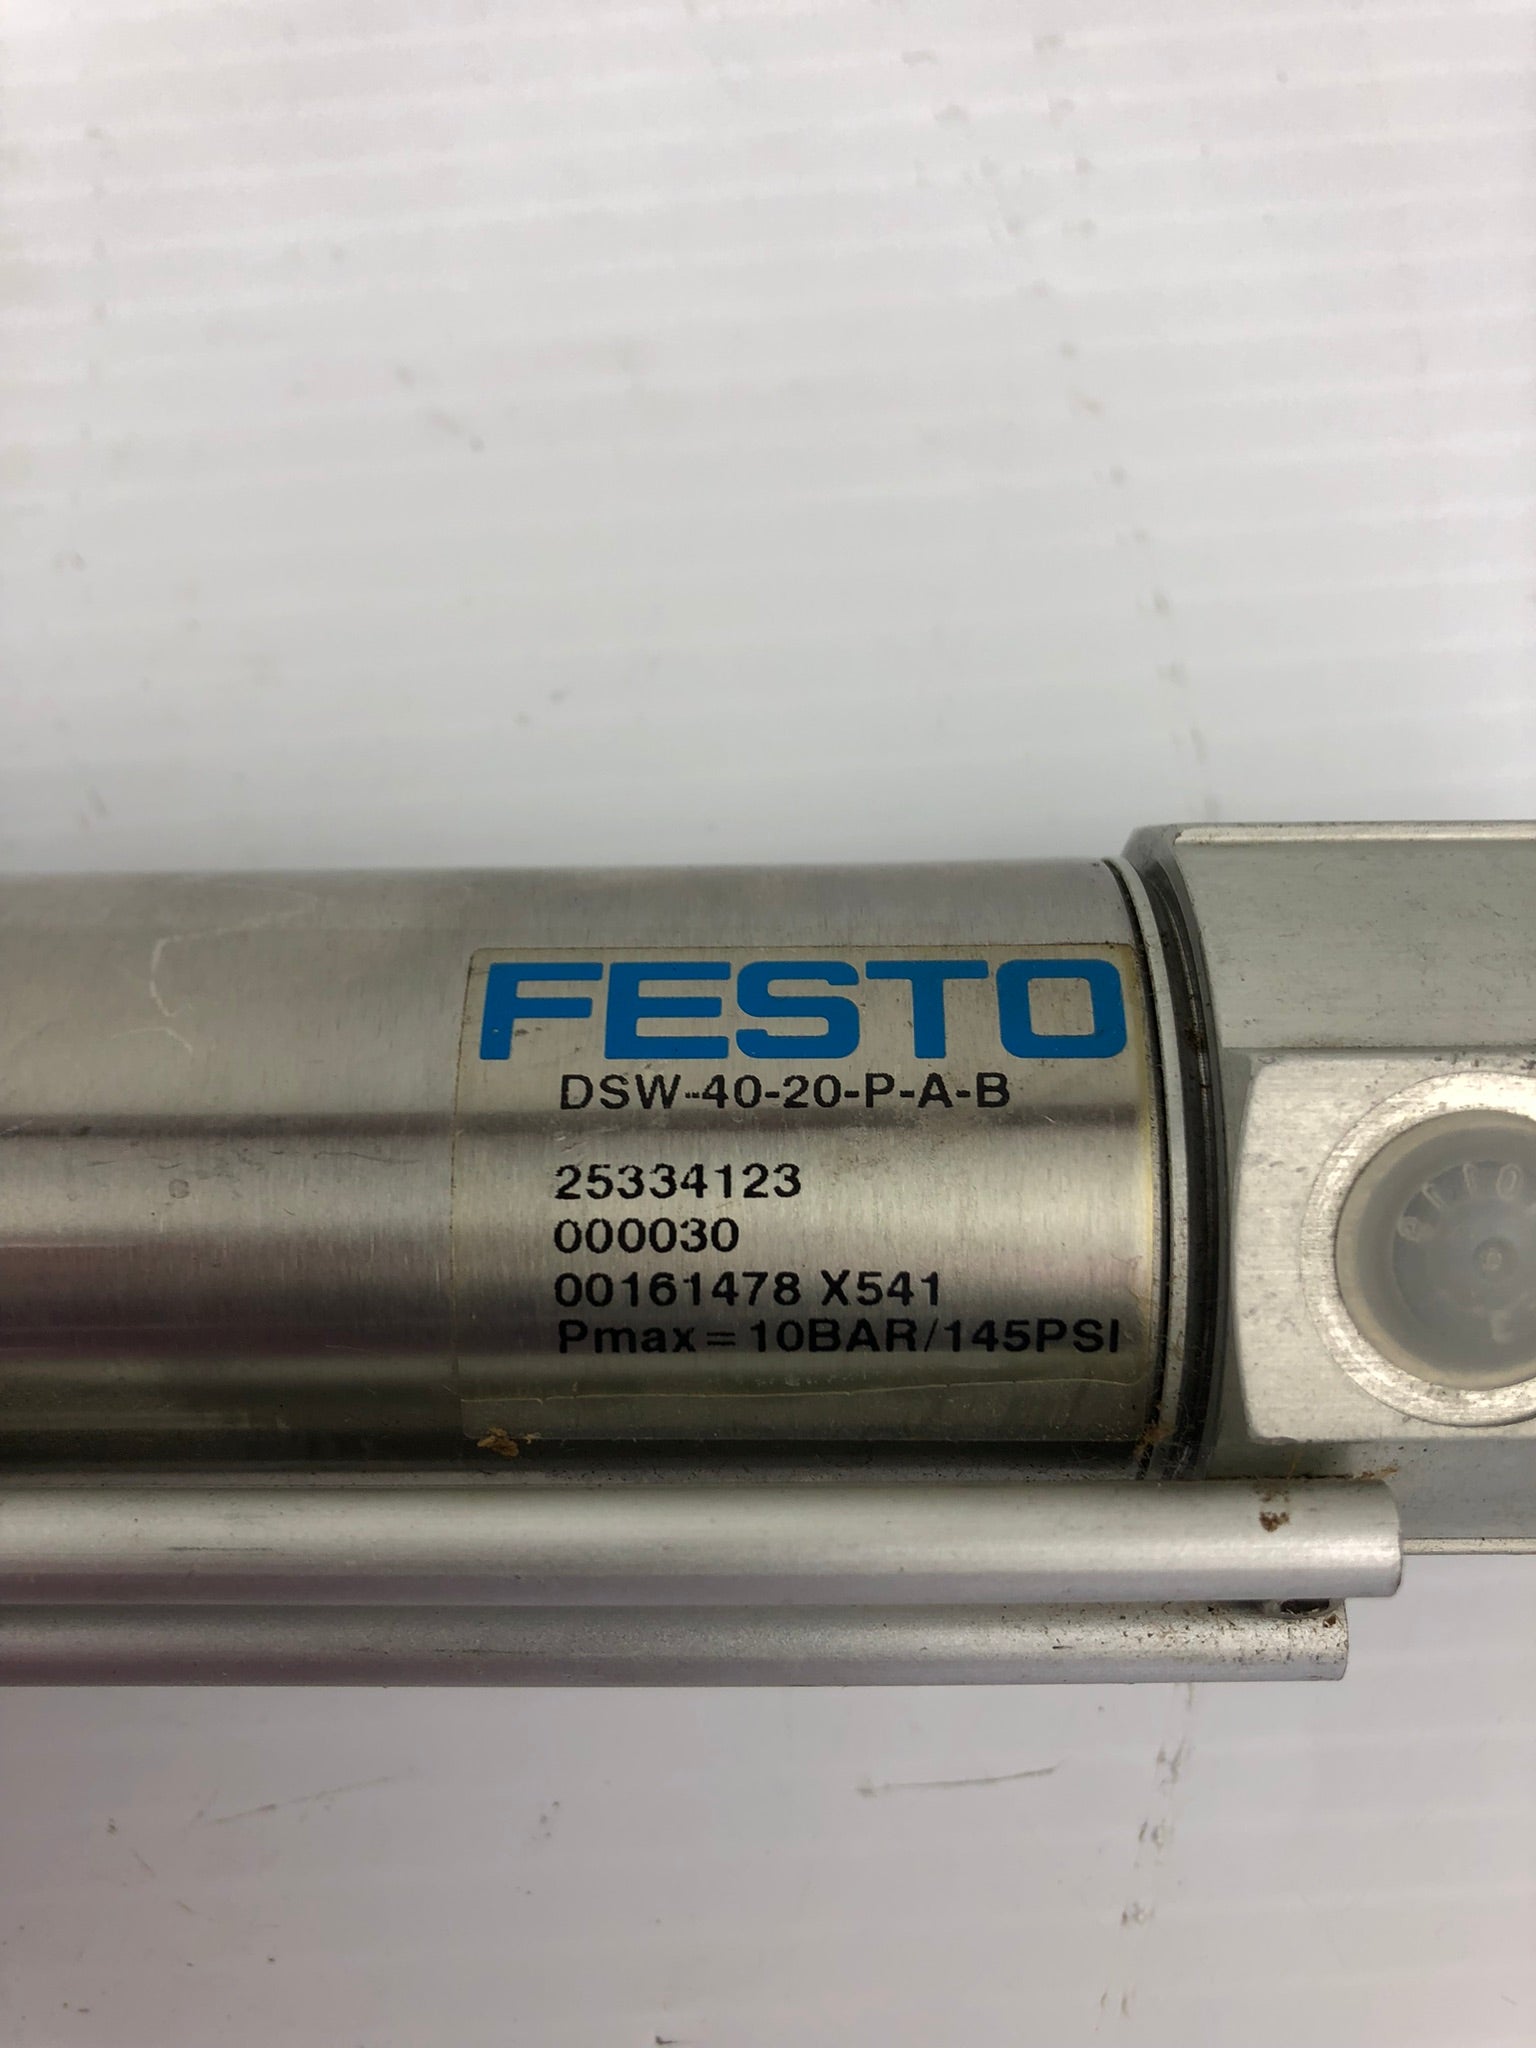 FESTO
DSW-40-20-P-A-B
25334123
000030
00161478 X541
Pmax=10BAR/145PSI